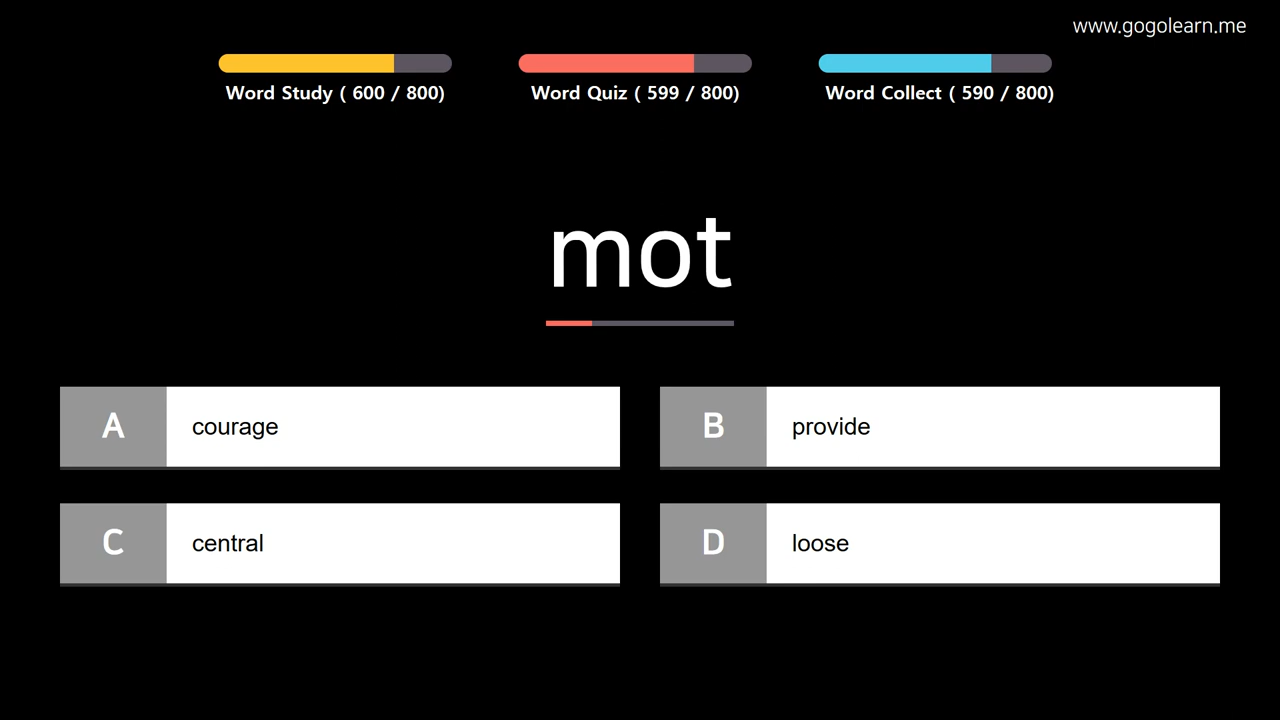 www.gogolearn.me
Word Study ( 600 / 800)
Word Quiz ( 599 / 800)
Word Collect ( 590 / 800)
mot
A courage
B provide
C central
D loose